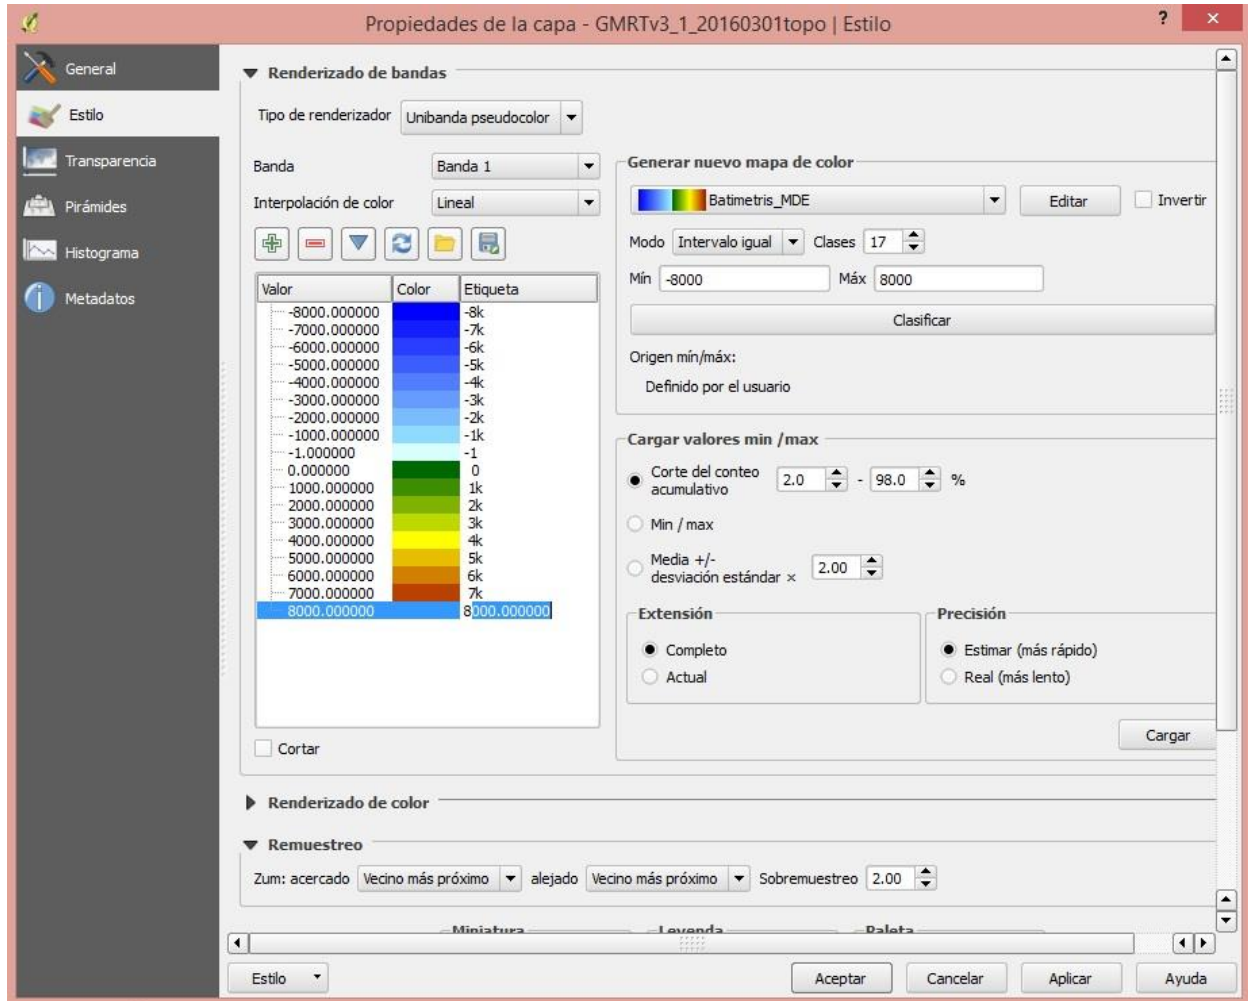 Propiedades de la capa - GMRTv3_1_20160301topo | Estilo
?
×
General
Estilo
Transparencia
Pirámides
Histograma
Metadatos
Renderizado de bandas
Tipo de renderizador Unibanda pseudocolor
Banda Banda 1
Interpolación de color Lineal
Valor Color Etiqueta
-8000.000000 -8k
-7000.000000 -7k
-6000.000000 -6k
-5000.000000 -5k
-4000.000000 -4k
-3000.000000 -3k
-2000.000000 -2k
-1000.000000 -1k
-1.000000 -1
0.000000 0
1000.000000 1k
2000.000000 2k
3000.000000 3k
4000.000000 4k
5000.000000 5k
6000.000000 6k
7000.000000 7k
8000.000000 8000.000000
Cortar
Generar nuevo mapa de color
Batimetris_MDE Editar Invertir
Modo Intervalo igual Clases 17
Mín -8000 Máx 8000
Clasificar
Origen mín/máx:
Definido por el usuario
Cargar valores min /max
Corte del conteo
acumulativo 2.0 - 98.0 %
Min / max
Media +/-
desviación estándar × 2.00
Extensión
Completo
Actual
Precisión
Estimar (más rápido)
Real (más lento)
Cargar
Renderizado de color
Remuestreo
Zum: acercado Vecino más próximo alejado Vecino más próximo Sobremuestreo 2.00
Miniatura Leyenda Paleta
Estilo Aceptar Cancelar Aplicar Ayuda